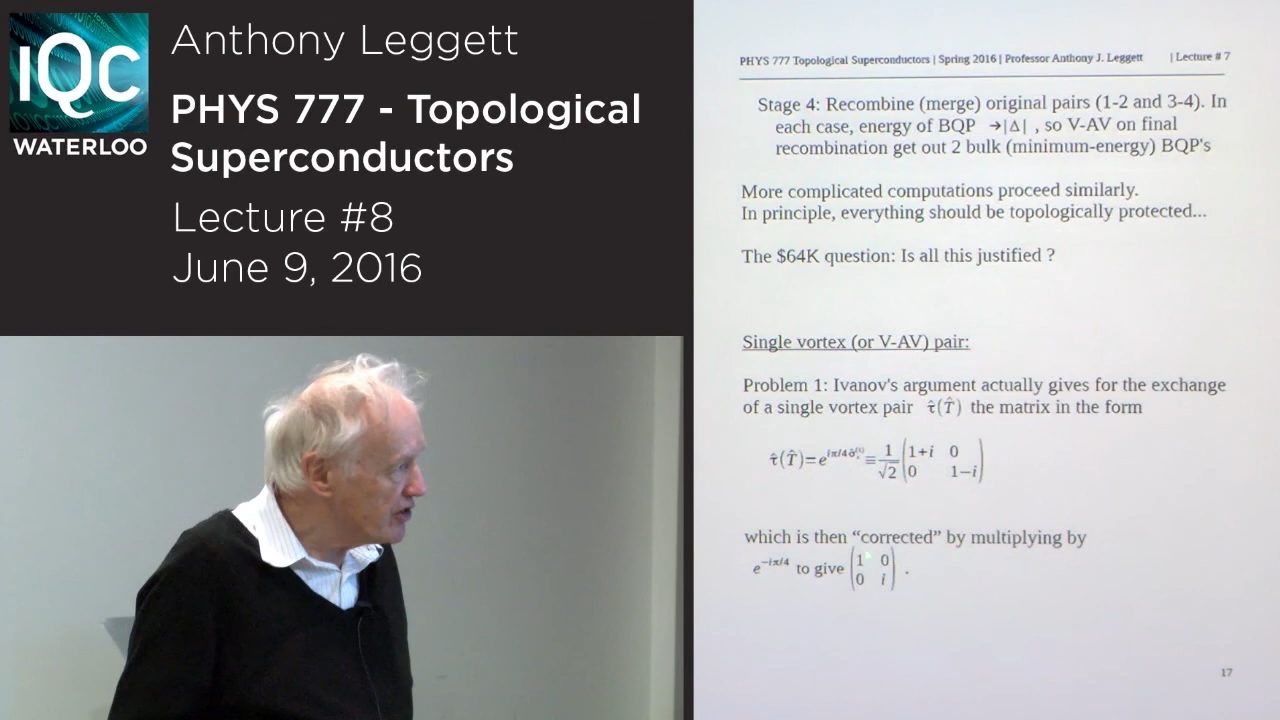 IQC
WATERLOO
Anthony Leggett
PHYS 777 - Topological
Superconductors
Lecture #8
June 9, 2016
PHYS 777 Topological Superconductors | Spring 2016 | Professor Anthony J. Leggett | Lecture # 7
Stage 4: Recombine (merge) original pairs (1-2 and 3-4). In
each case, energy of BQP →|Δ| , so V-AV on final
recombination get out 2 bulk (minimum-energy) BQP's
More complicated computations proceed similarly.
In principle, everything should be topologically protected...
The $64K question: Is all this justified ?
Single vortex (or V-AV) pair:
Problem 1: Ivanov's argument actually gives for the exchange
of a single vortex pair τ̂(T̂) the matrix in the form
1+i 0
0 1−i
which is then “corrected” by multiplying by
e^{−iπ/4} to give (1 0
0 i) .
17